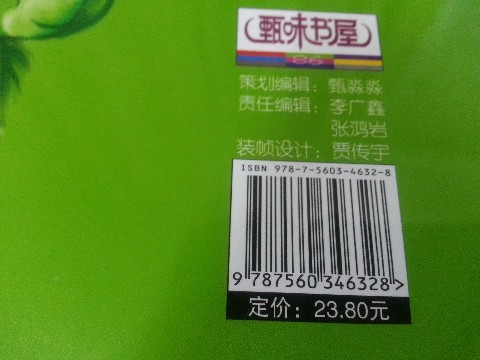 甄味书屋
86
策划编辑：甄淼淼
责任编辑：李广鑫
张鸿岩
装帧设计：贾传宇
ISBN 978-7-5603-4632-8
9 787560 346328 >
定价：23.80元